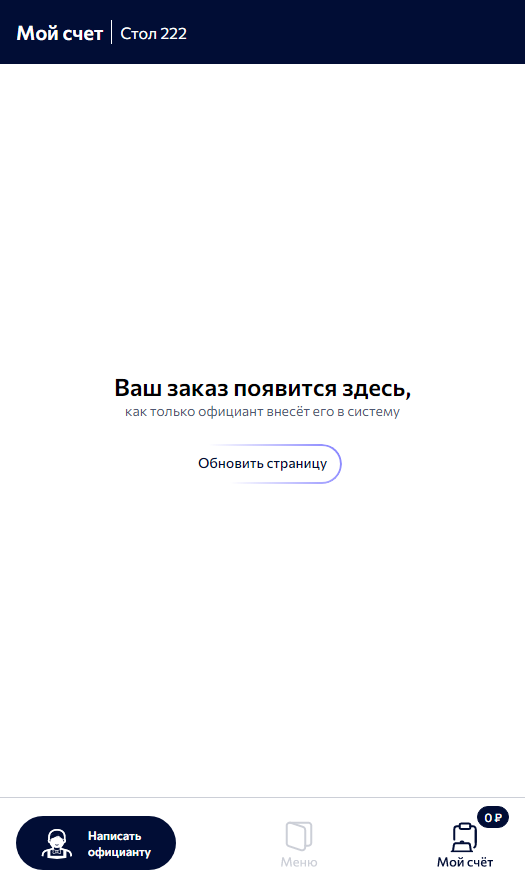 Мой счет
Стол 222
Ваш заказ появится здесь,
как только официант внесёт его в систему
Обновить страницу
Написать
официанту
Меню
0 ₽
Мой счёт